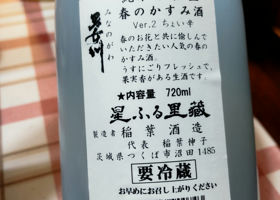 春のかすみ酒
Ver.2 ちょい辛
春のお花と共に愉しんで
いただきたい人気の春の
かすみ酒。
うすにごりフレッシュで、
果実香がある生酒です。
★内容量 720ml
星ふる里蔵
製造者 稲葉酒造
代表 稲葉伸子
茨城県つくば市沼田1485
要冷蔵
お早めにお召し上がりください
みなのがわ